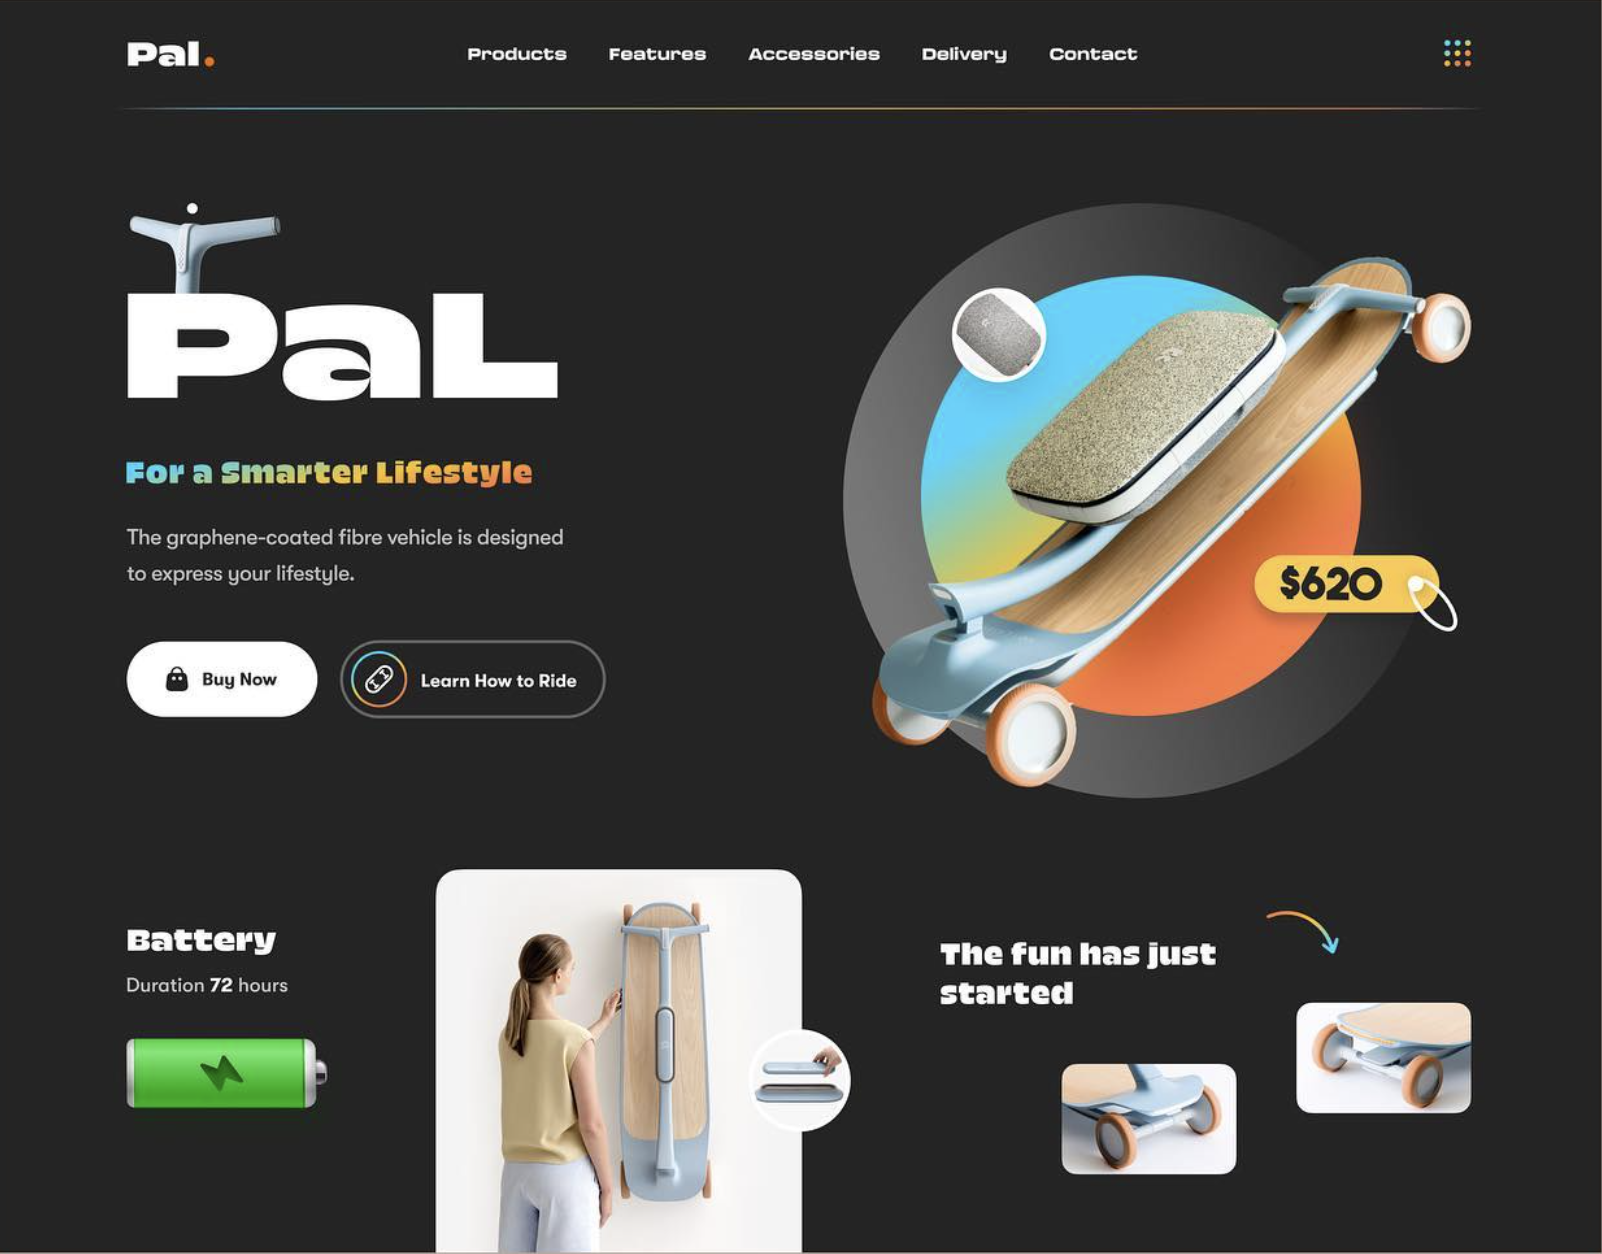 Pal.
Products Features Accessories Delivery Contact
PaL
For a Smarter Lifestyle
The graphene-coated fibre vehicle is designed
to express your lifestyle.
Buy Now
Learn How to Ride
$620
Battery
Duration 72 hours
The fun has just
started